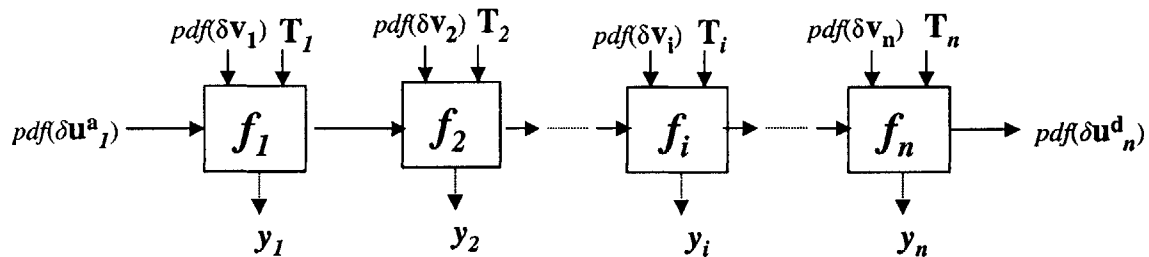 pdf(δv₁) T₁ pdf(δv₂) T₂ pdf(δvᵢ) Tᵢ pdf(δvₙ) Tₙ
pdf(δuᵃ₁) f₁ f₂ fᵢ fₙ pdf(δuᵈₙ)
y₁ y₂ yᵢ yₙ